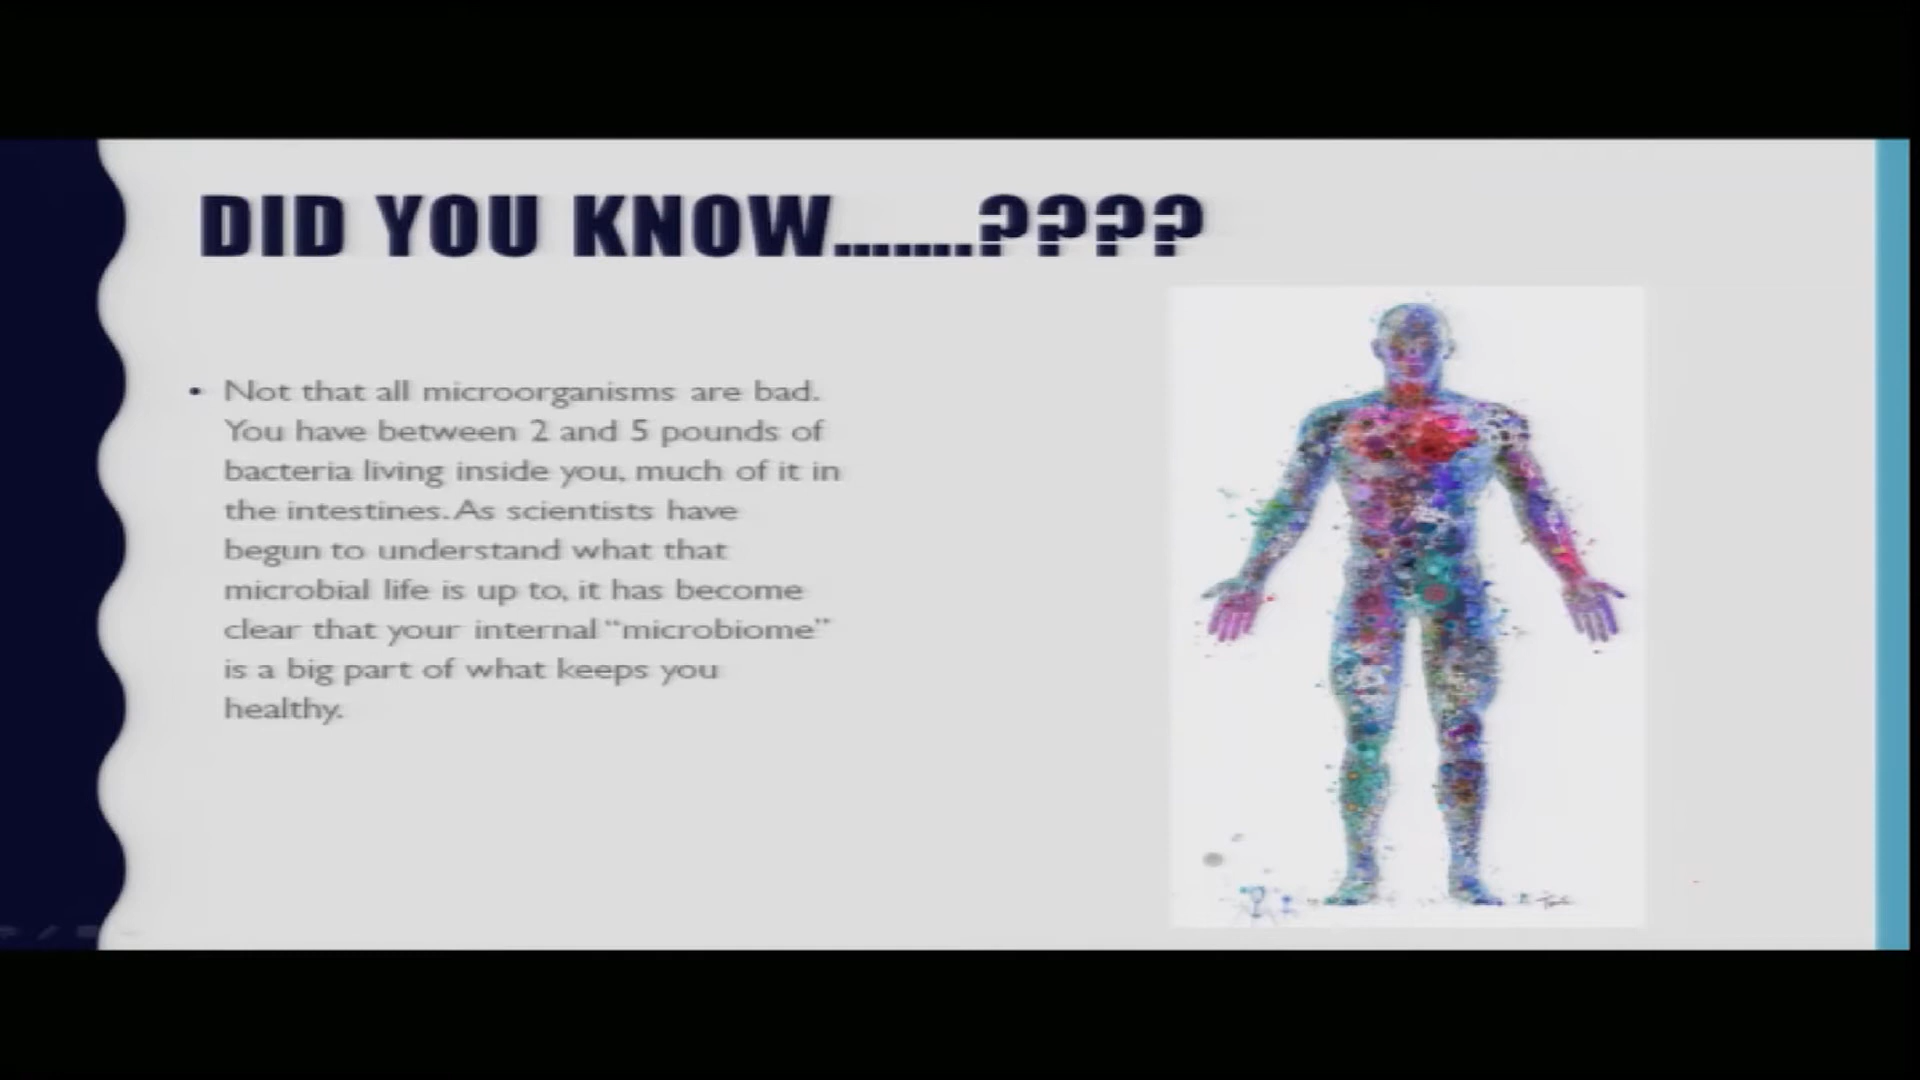 DID YOU KNOW.......????
• Not that all microorganisms are bad.
You have between 2 and 5 pounds of
bacteria living inside you, much of it in
the intestines. As scientists have
begun to understand what that
microbial life is up to, it has become
clear that your internal “microbiome”
is a big part of what keeps you
healthy.